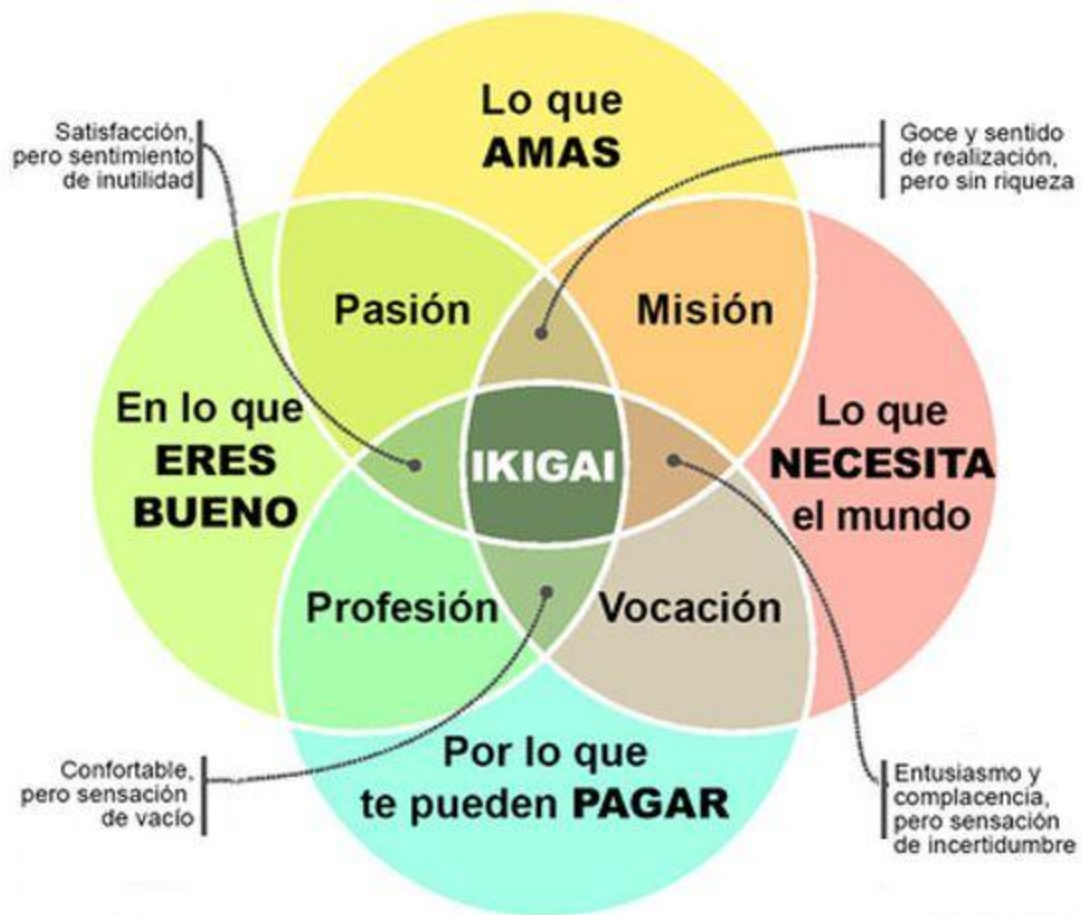 Lo que
AMAS
Satisfacción,
pero sentimiento
de inutilidad
Goce y sentido
de realización,
pero sin riqueza
Pasión
Misión
En lo que
ERES
BUENO
IKIGAI
Lo que
NECESITA
el mundo
Profesión
Vocación
Por lo que
te pueden PAGAR
Confortable,
pero sensación
de vacío
Entusiasmo y
complacencia,
pero sensación
de incertidumbre